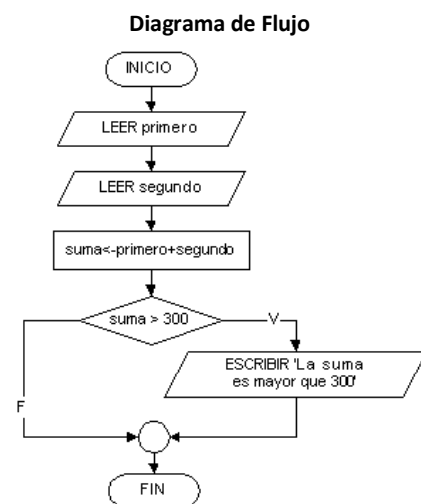 Diagrama de Flujo
INICIO
LEER primero
LEER segundo
suma<-primero+segundo
suma > 300
V
ESCRIBIR 'La suma
es mayor que 300'
F
FIN